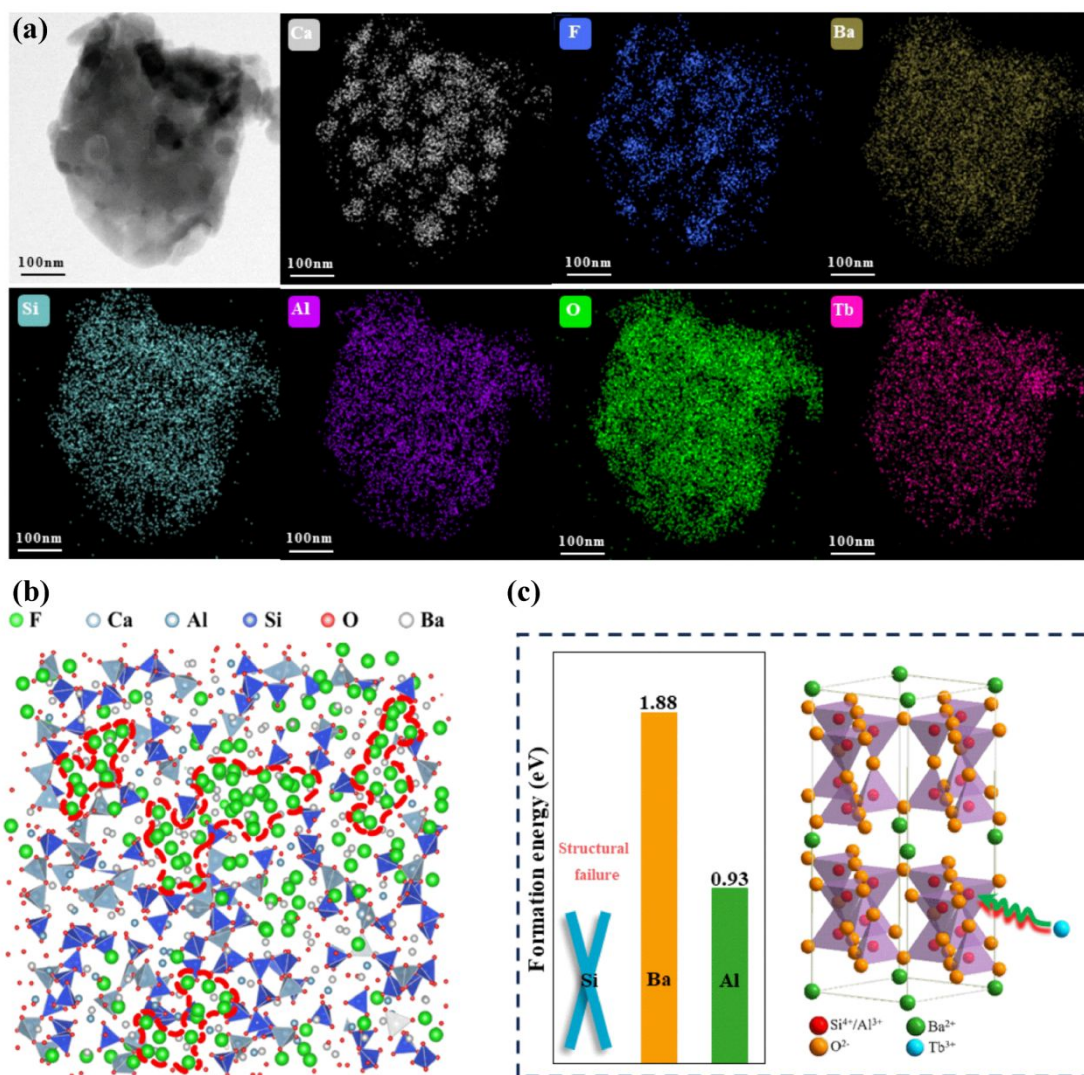 (a)
Ca
F
Ba
100nm
100nm
100nm
100nm
Si
Al
O
Tb
100nm
100nm
100nm
100nm
(b)
F Ca Al Si O Ba
(c)
Formation energy (eV)
1.88
0.93
Structural
failure
Si
Ba
Al
Si⁴⁺/Al³⁺
Ba²⁺
O²⁻
Tb³⁺